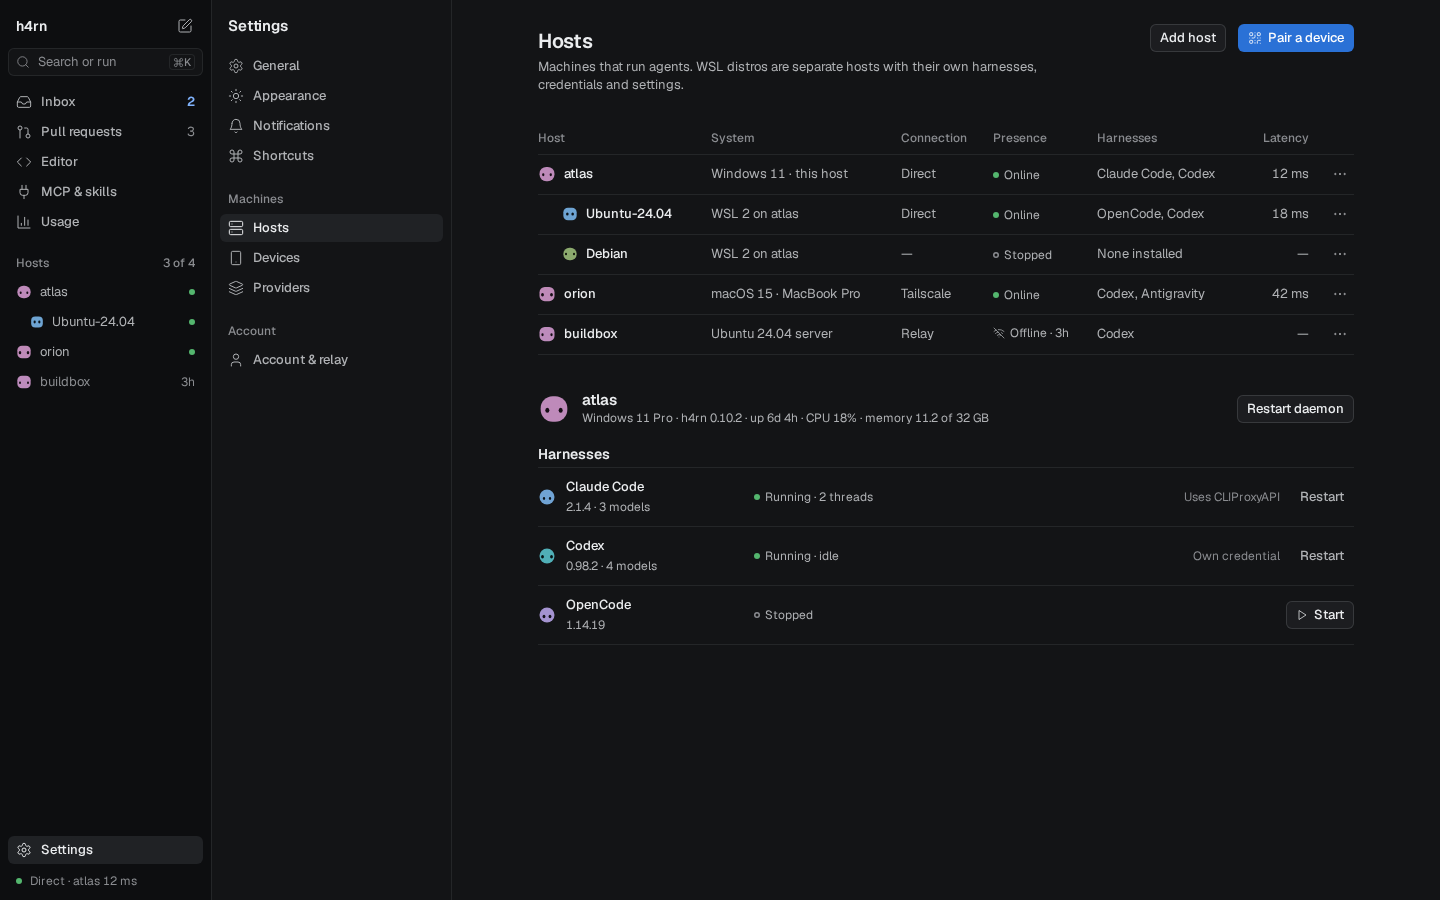 h4rn
Search or run ⌘K
Inbox 2
Pull requests 3
Editor
MCP & skills
Usage
Hosts 3 of 4
atlas
Ubuntu-24.04
orion
buildbox 3h
Settings
Direct · atlas 12 ms
Settings
General
Appearance
Notifications
Shortcuts
Machines
Hosts
Devices
Providers
Account
Account & relay
Hosts
Add host
Pair a device
Machines that run agents. WSL distros are separate hosts with their own harnesses,
credentials and settings.
Host System Connection Presence Harnesses Latency
atlas Windows 11 · this host Direct Online Claude Code, Codex 12 ms ···
Ubuntu-24.04 WSL 2 on atlas Direct Online OpenCode, Codex 18 ms ···
Debian WSL 2 on atlas — Stopped None installed — ···
orion macOS 15 · MacBook Pro Tailscale Online Codex, Antigravity 42 ms ···
buildbox Ubuntu 24.04 server Relay Offline · 3h Codex — ···
atlas
Windows 11 Pro · h4rn 0.10.2 · up 6d 4h · CPU 18% · memory 11.2 of 32 GB
Restart daemon
Harnesses
Claude Code
2.1.4 · 3 models
Running · 2 threads
Uses CLIProxyAPI
Restart
Codex
0.98.2 · 4 models
Running · idle
Own credential
Restart
OpenCode
1.14.19
Stopped
Start